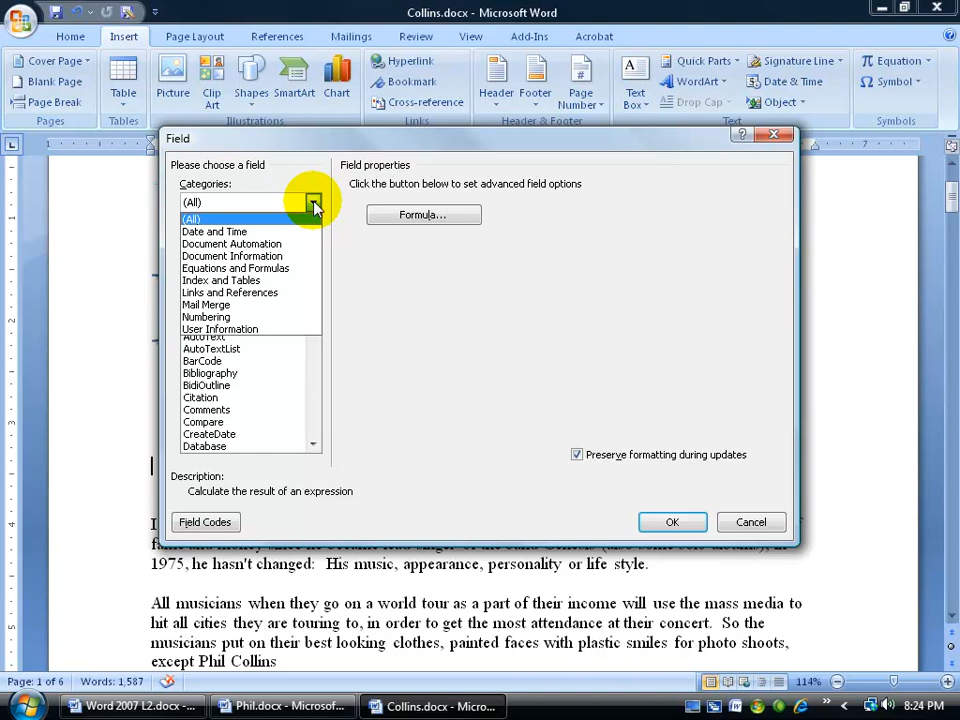 Collins.docx - Microsoft Word
Home Insert Page Layout References Mailings Review View Add-Ins Acrobat
Cover Page
Blank Page
Page Break
Pages
Table
Tables
Picture
Clip Art
Shapes
SmartArt
Chart
Illustrations
Hyperlink
Bookmark
Cross-reference
Links
Header
Footer
Page Number
Header & Footer
Text Box
Quick Parts
WordArt
Drop Cap
Signature Line
Date & Time
Object
Text
Equation
Symbol
Symbols
Field
Please choose a field
Categories:
(All)
(All)
Date and Time
Document Automation
Document Information
Equations and Formulas
Index and Tables
Links and References
Mail Merge
Numbering
User Information
AutoText
AutoTextList
BarCode
Bibliography
BidiOutline
Citation
Comments
Compare
CreateDate
Database
Field properties
Click the button below to set advanced field options
Formula...
Preserve formatting during updates
Description:
Calculate the result of an expression
Field Codes
OK
Cancel
1975, he hasn't changed: His music, appearance, personality or life style.
All musicians when they go on a world tour as a part of their income will use the mass media to
hit all cities they are touring to, in order to get the most attendance at their concert. So the
musicians put on their best looking clothes, painted faces with plastic smiles for photo shoots,
except Phil Collins
Page: 1 of 6 Words: 1,587 114%
Word 2007 L2.docx -... Phil.docx - Microsof... Collins.docx - Micro... 8:24 PM